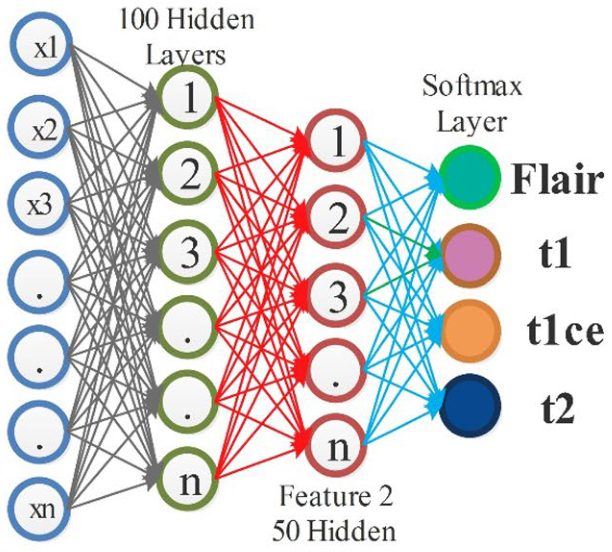 100 Hidden
Layers
Softmax
Layer
x1
x2
x3
.
.
.
xn
1
2
3
.
.
n
1
2
3
.
n
Flair
t1
t1ce
t2
Feature 2
50 Hidden